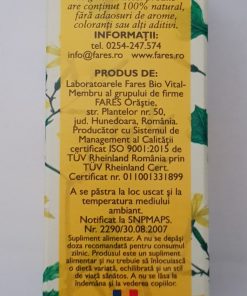 are conținut 100% natural,
fără adaosuri de arome,
coloranți sau alți aditivi.
INFORMAȚII:
tel. 0254-247.574
info@fares.ro www.fares.ro
PRODUS DE:
Laboratoarele Fares Bio Vital-
Membru al grupului de firme
FARES Orăștie,
str. Plantelor nr. 50,
jud. Hunedoara, România.
Producător cu Sistemul de
Management al Calității
certificat ISO 9001:2015 de
TÜV Rheinland România prin
TÜV Rheinland Cert.
Certificat nr. 011001331899
A se păstra la loc uscat și la
temperatura mediului
ambiant.
Notificat la SNPMAPS.
Nr. 2290/30.08.2007
Supliment alimentar. A nu se depăși
doza recomandată pentru consumul
zilnic. Produsul este un supliment
alimentar și nu trebuie să înlocuiască
o dietă variată, echilibrată și un stil
de viață sănătos. A nu se lăsa la
îndemâna și la vederea copiilor.